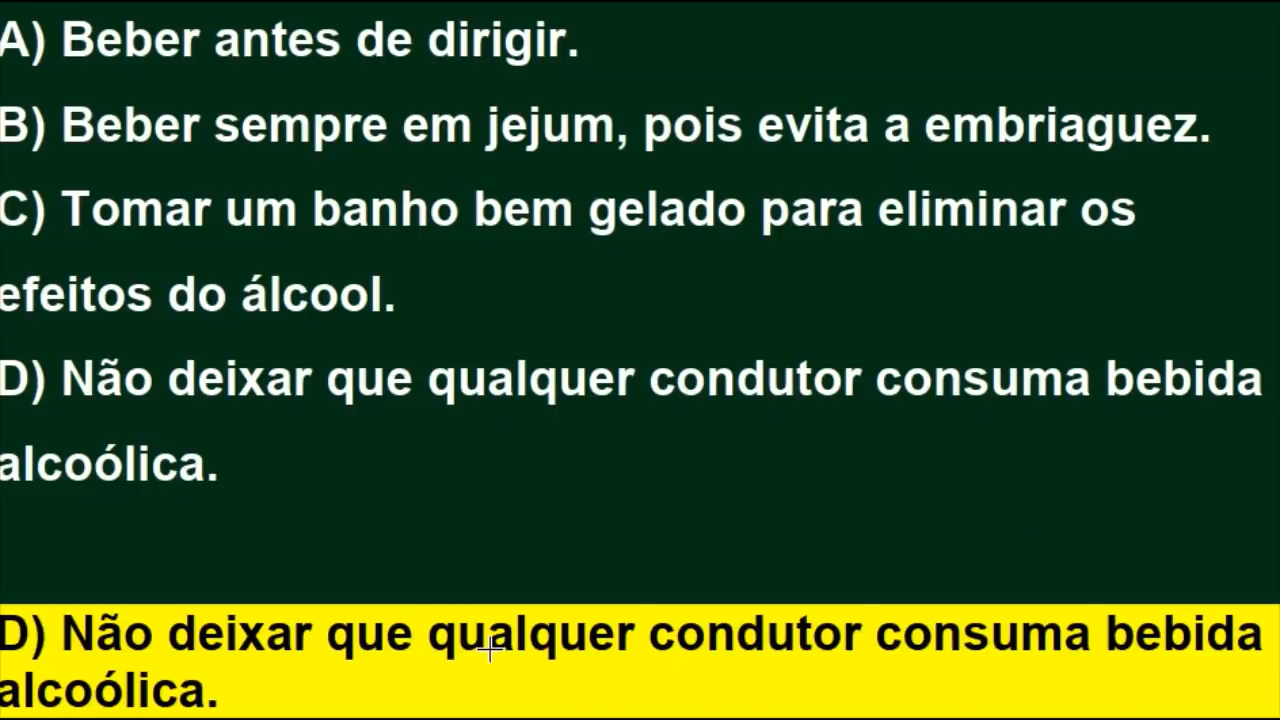 A) Beber antes de dirigir.
B) Beber sempre em jejum, pois evita a embriaguez.
C) Tomar um banho bem gelado para eliminar os
efeitos do álcool.
D) Não deixar que qualquer condutor consuma bebida
alcoólica.
D) Não deixar que qualquer condutor consuma bebida
alcoólica.